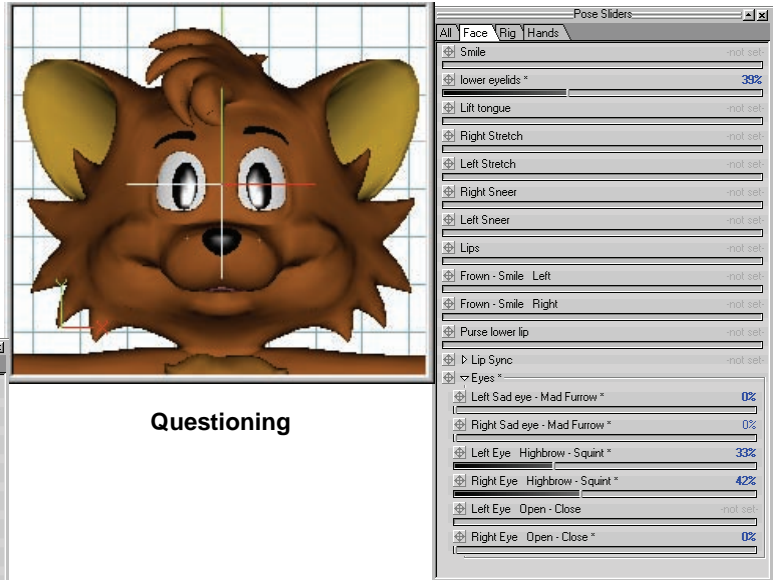 Pose Sliders
All Face Rig Hands
Smile -not set-
lower eyelids * 39%
Lift tongue -not set-
Right Stretch -not set-
Left Stretch -not set-
Right Sneer -not set-
Left Sneer -not set-
Lips -not set-
Frown - Smile Left -not set-
Frown - Smile Right -not set-
Purse lower lip -not set-
Lip Sync -not set-
Eyes *
Left Sad eye - Mad Furrow * 0%
Right Sad eye - Mad Furrow * 0%
Left Eye Highbrow - Squint * 33%
Right Eye Highbrow - Squint * 42%
Left Eye Open - Close -not set-
Right Eye Open - Close * 0%
Y
X
Questioning